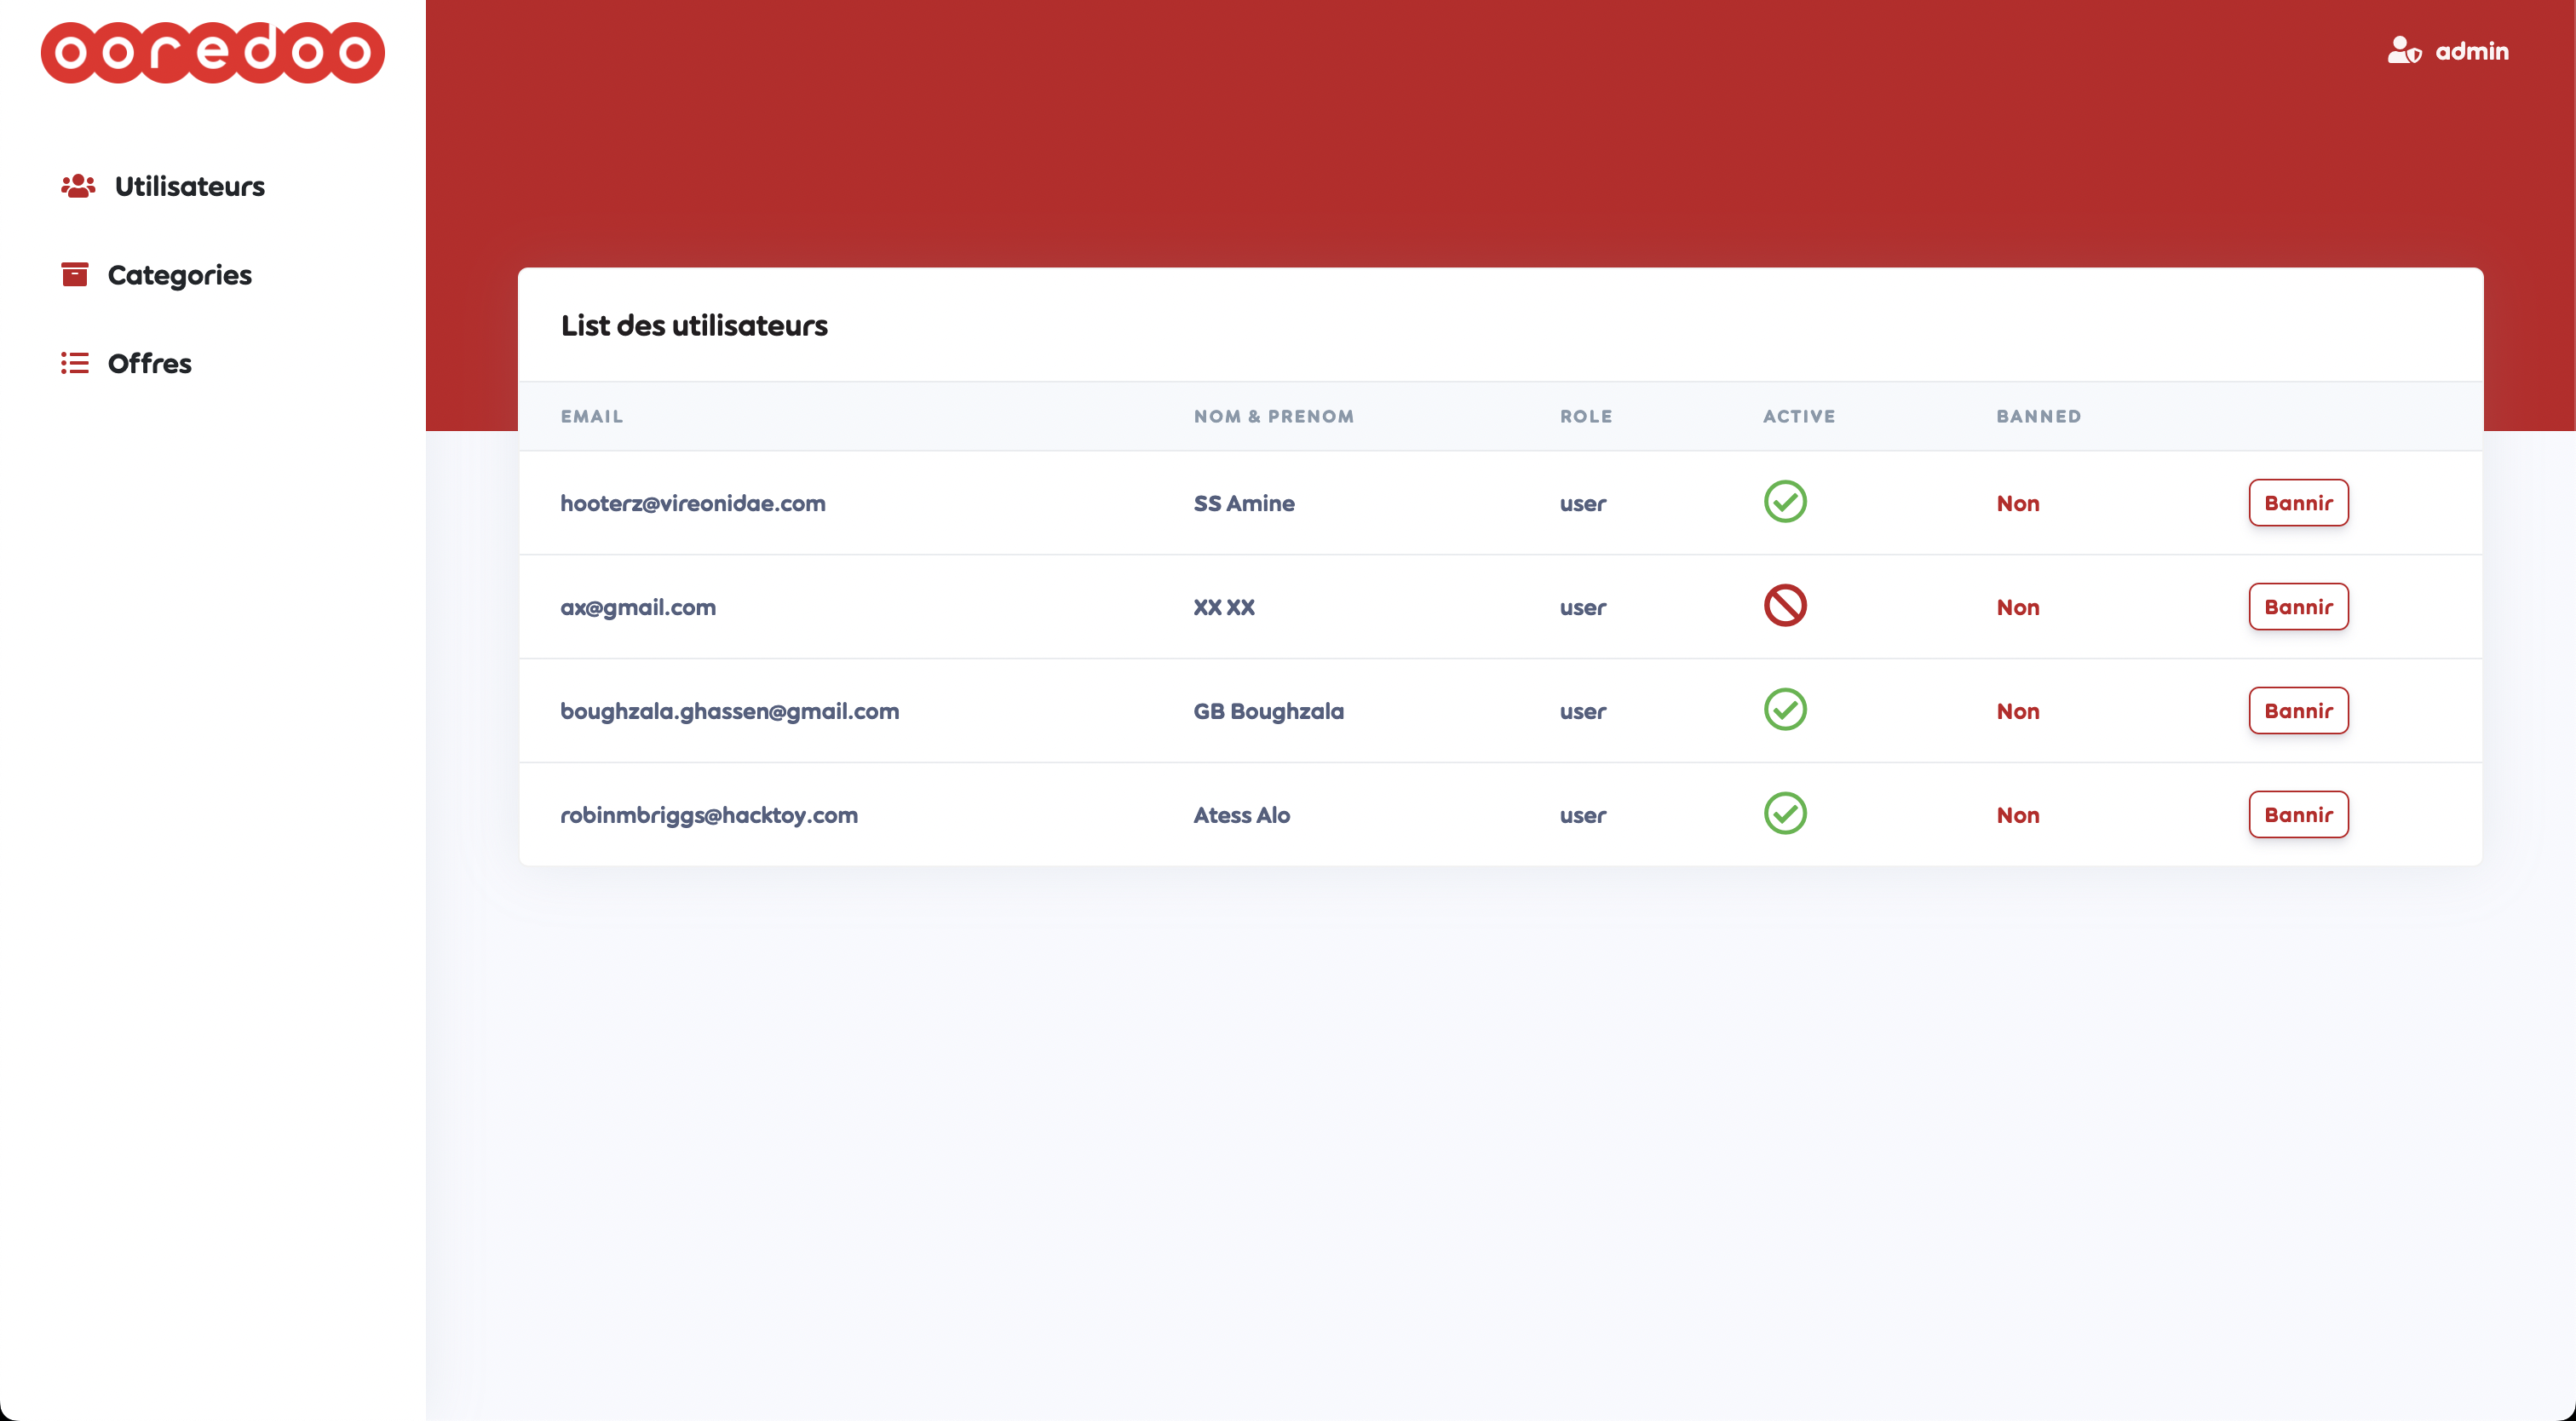 ooredoo
admin
Utilisateurs
Categories
Offres
List des utilisateurs
EMAIL NOM & PRENOM ROLE ACTIVE BANNED
hooterz@vireonidae.com SS Amine user Non Bannir
ax@gmail.com XX XX user Non Bannir
boughzala.ghassen@gmail.com GB Boughzala user Non Bannir
robinmbriggs@hacktoy.com Atess Alo user Non Bannir